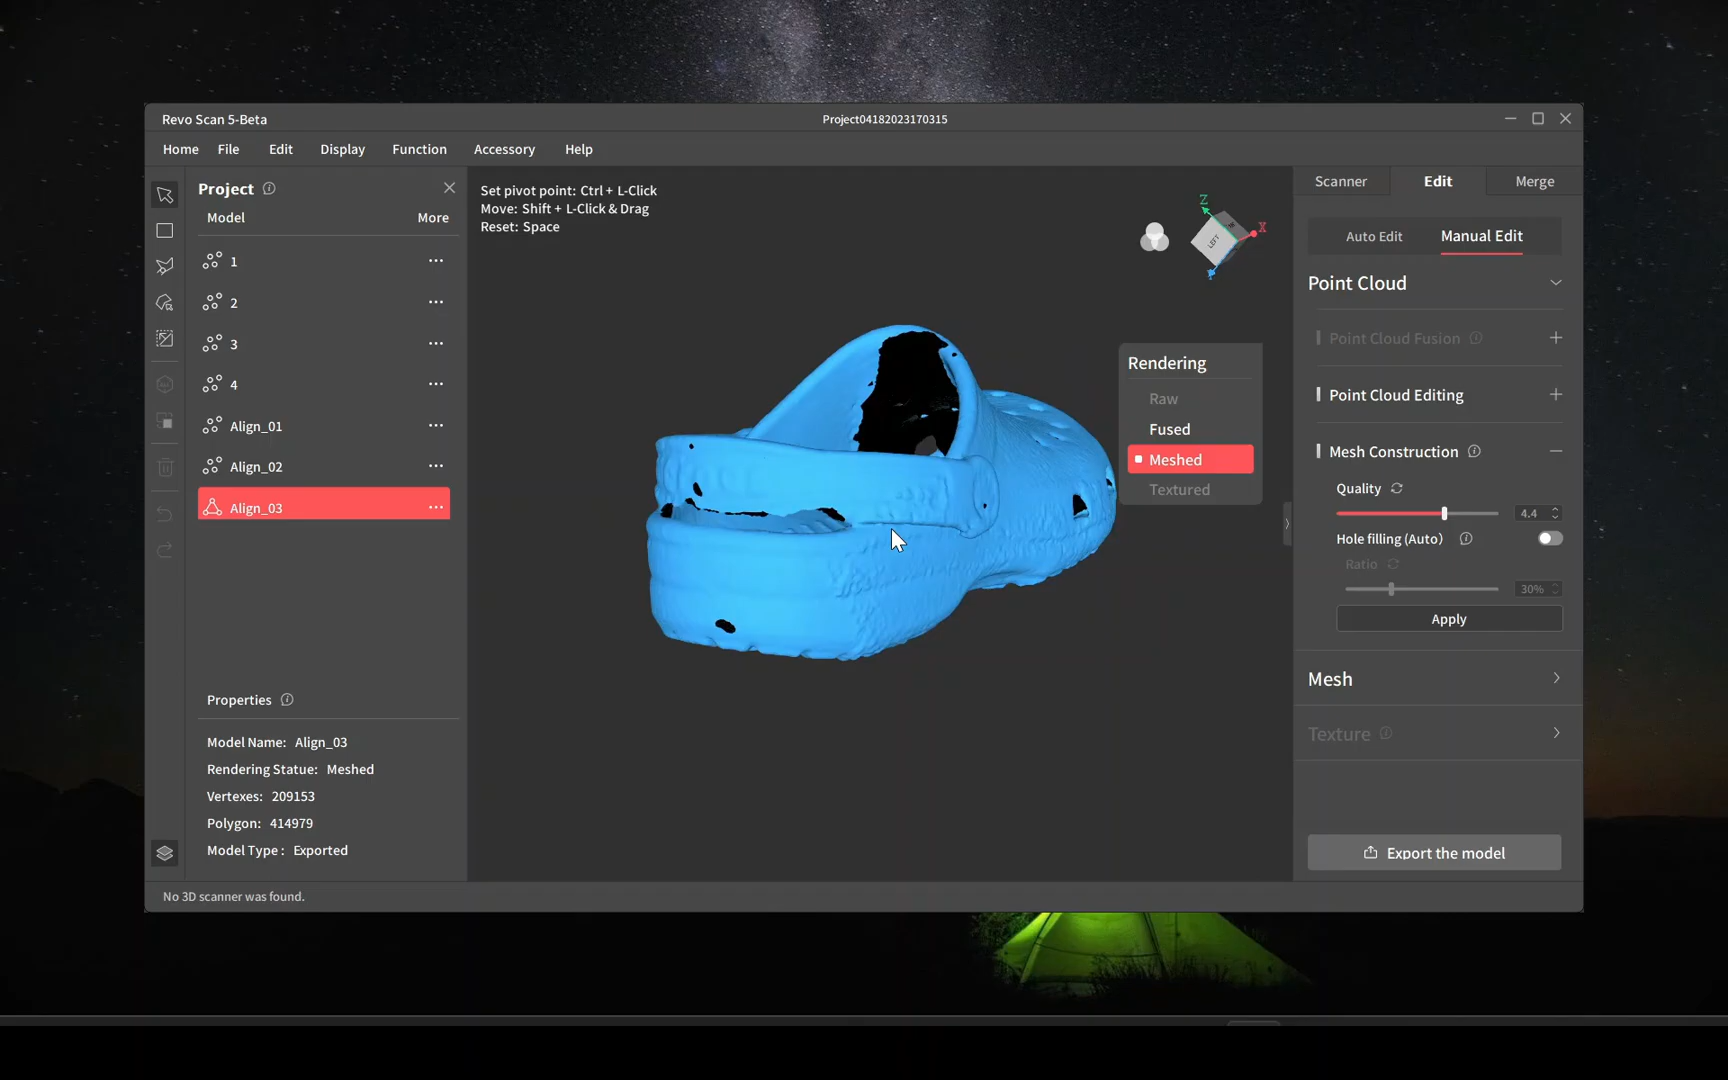 Revo Scan 5-Beta
Project04182023170315
Home File Edit Display Function Accessory Help
Project
Model More
1
2
3
4
Align_01
Align_02
Align_03
Properties
Model Name: Align_03
Rendering Statue: Meshed
Vertexes: 209153
Polygon: 414979
Model Type : Exported
No 3D scanner was found.
Set pivot point: Ctrl + L-Click
Move: Shift + L-Click & Drag
Reset: Space
Z
X
LEFT
Rendering
Raw
Fused
Meshed
Textured
Scanner Edit Merge
Auto Edit Manual Edit
Point Cloud
Point Cloud Fusion
Point Cloud Editing
Mesh Construction
Quality
4.4
Hole filling (Auto)
Ratio
30%
Apply
Mesh
Texture
Export the model